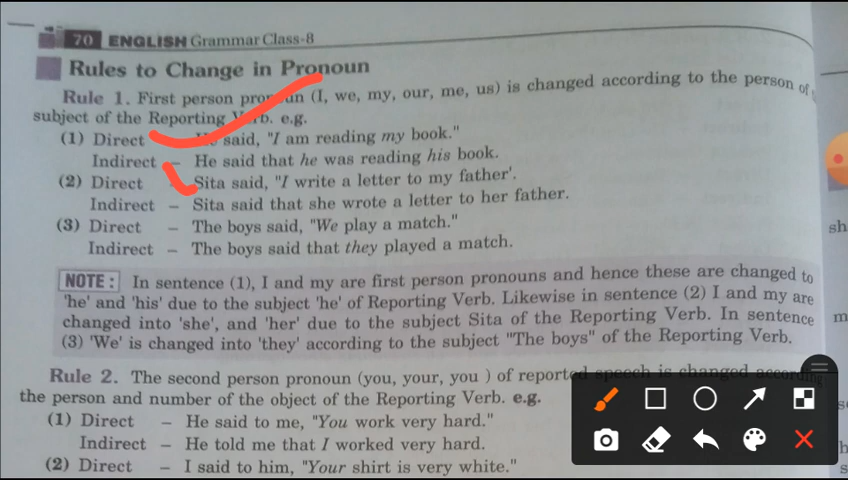 70 ENGLISH Grammar Class-8
Rules to Change in Pronoun
Rule 1. First person pronoun (I, we, my, our, me, us) is changed according to the person of
subject of the Reporting Verb. e.g.
(1) Direct He said, "I am reading my book."
Indirect – He said that he was reading his book.
(2) Direct Sita said, "I write a letter to my father'.
Indirect – Sita said that she wrote a letter to her father.
(3) Direct – The boys said, "We play a match."
Indirect – The boys said that they played a match.
NOTE : In sentence (1), I and my are first person pronouns and hence these are changed to
'he' and 'his' due to the subject 'he' of Reporting Verb. Likewise in sentence (2) I and my are
changed into 'she', and 'her' due to the subject Sita of the Reporting Verb. In sentence
(3) 'We' is changed into 'they' according to the subject "The boys" of the Reporting Verb.
Rule 2. The second person pronoun (you, your, you ) of reported speech is changed according
the person and number of the object of the Reporting Verb. e.g.
(1) Direct – He said to me, "You work very hard."
Indirect – He told me that I worked very hard.
(2) Direct – I said to him, "Your shirt is very white."